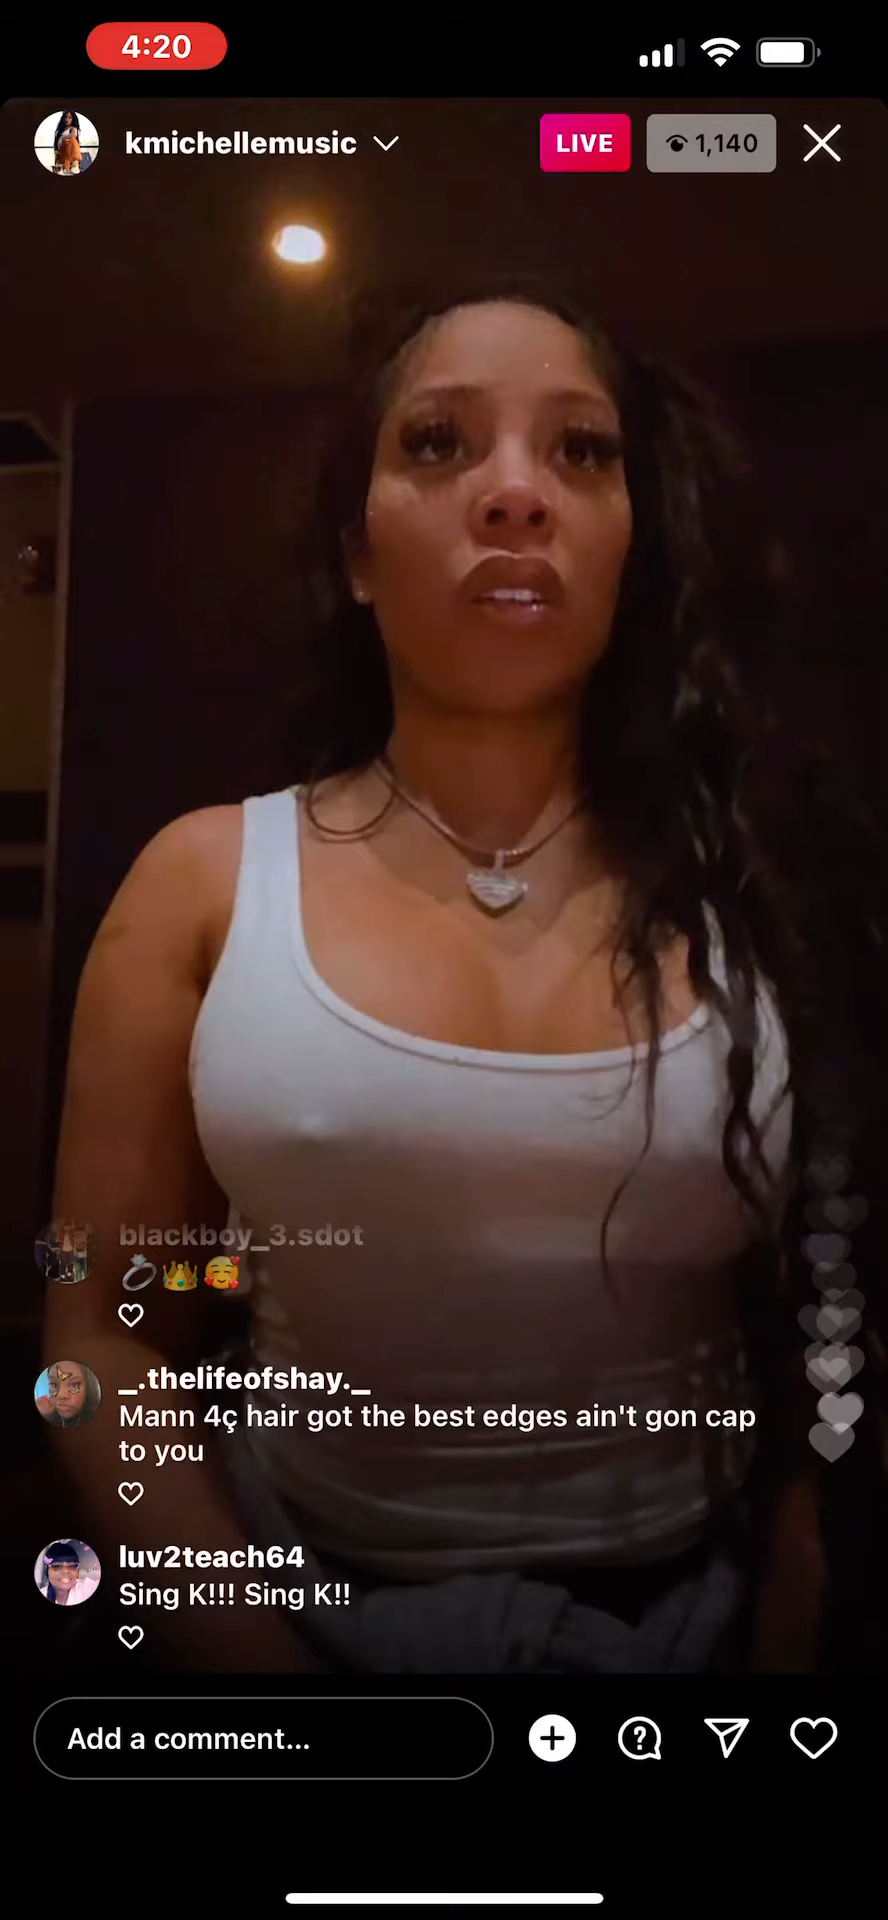 4:20
kmichellemusic
LIVE
1,140
blackboy_3.sdot
💍👑🥰
_.thelifeofshay._
Mann 4ç hair got the best edges ain't gon cap
to you
luv2teach64
Sing K!!! Sing K!!
Add a comment...